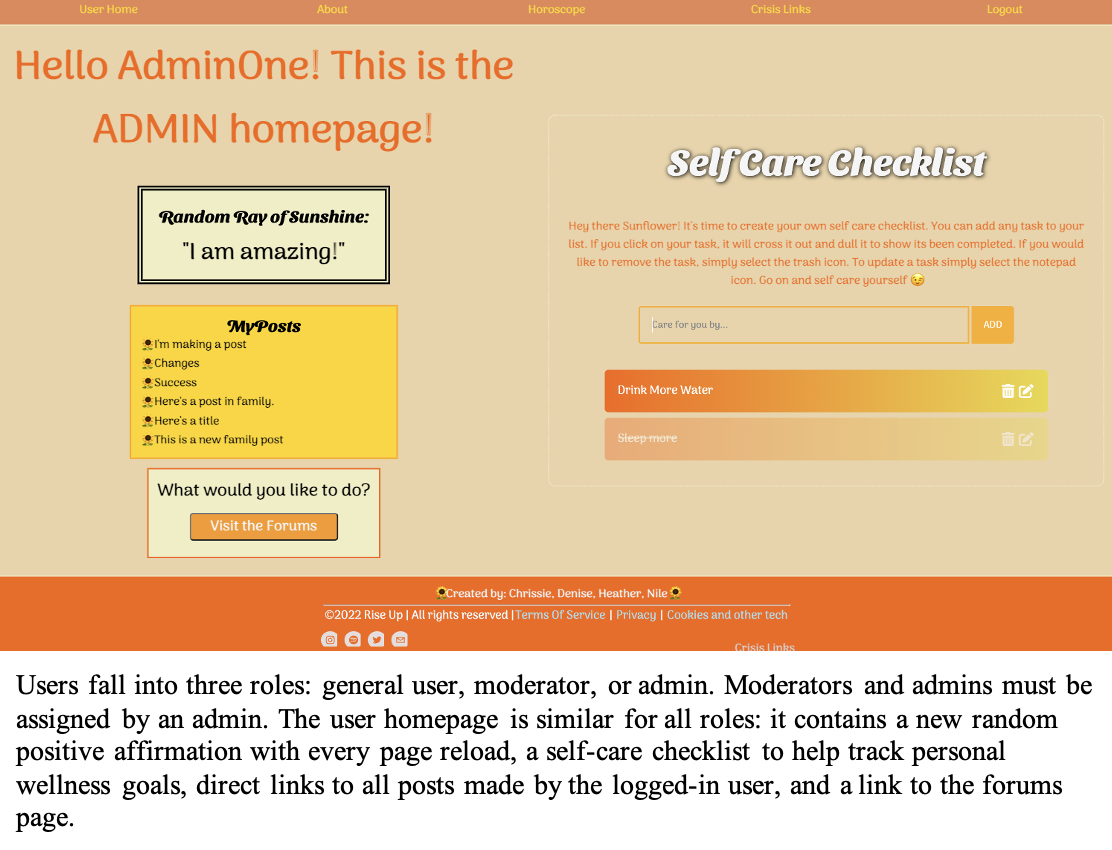 User Home About Horoscope Crisis Links Logout
Hello AdminOne! This is the
ADMIN homepage!
Random Ray of Sunshine:
"I am amazing!"
MyPosts
I'm making a post
Changes
Success
Here's a post in family.
Here's a title
This is a new family post
What would you like to do?
Visit the Forums
Self Care Checklist
Hey there Sunflower! It's time to create your own self care checklist. You can add any task to your
list. If you click on your task, it will cross it out and dull it to show its been completed. If you would
like to remove the task, simply select the trash icon. To update a task simply select the notepad
icon. Go on and self care yourself 😉
Care for you by...
ADD
Drink More Water
Sleep more
Created by: Chrissie, Denise, Heather, Nile
©2022 Rise Up | All rights reserved |Terms Of Service | Privacy | Cookies and other tech
Crisis Links
Users fall into three roles: general user, moderator, or admin. Moderators and admins must be
assigned by an admin. The user homepage is similar for all roles: it contains a new random
positive affirmation with every page reload, a self-care checklist to help track personal
wellness goals, direct links to all posts made by the logged-in user, and a link to the forums
page.